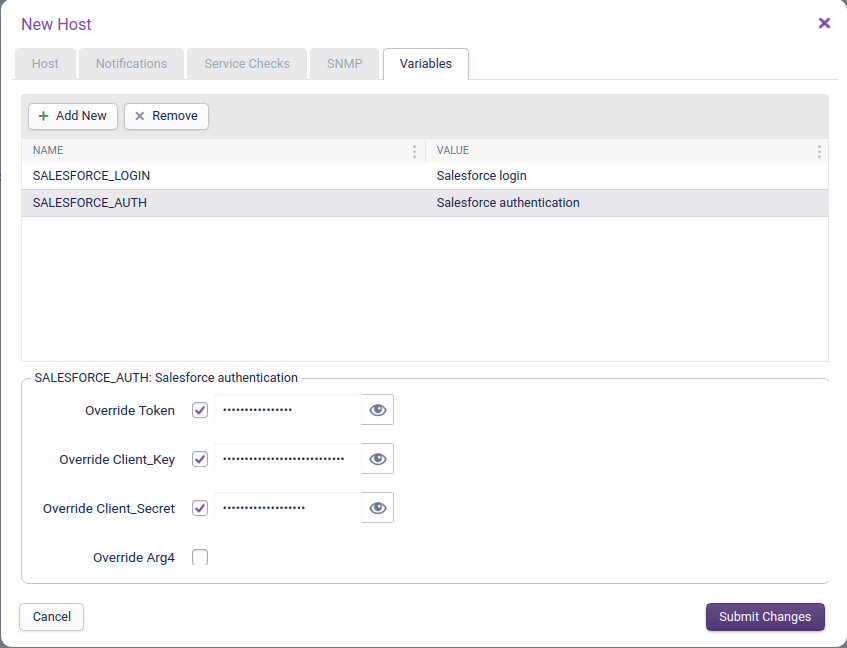 New Host
Host Notifications Service Checks SNMP Variables
Add New Remove
NAME VALUE
SALESFORCE_LOGIN Salesforce login
SALESFORCE_AUTH Salesforce authentication
SALESFORCE_AUTH: Salesforce authentication
Override Token ••••••••••••••••
Override Client_Key ••••••••••••••••••••••••••••
Override Client_Secret •••••••••••••••••••
Override Arg4
Cancel Submit Changes